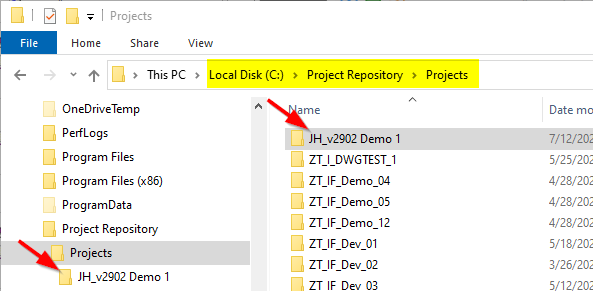 Projects
File Home Share View
This PC Local Disk (C:) Project Repository Projects
OneDriveTemp
PerfLogs
Program Files
Program Files (x86)
ProgramData
Project Repository
Projects
JH_v2902 Demo 1
Name Date mo
JH_v2902 Demo 1 7/12/202
ZT_I_DWGTEST_1 5/25/202
ZT_IF_Demo_04 4/28/202
ZT_IF_Demo_05 4/28/202
ZT_IF_Demo_12 4/28/202
ZT_IF_Dev_01 5/18/202
ZT_IF_Dev_02 3/26/202
ZT_IF_Dev_03 5/12/202